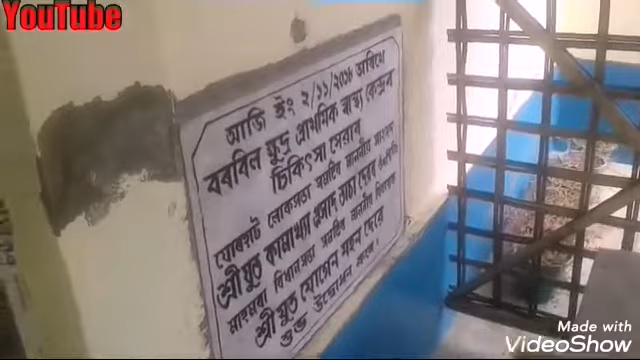 YouTube
আজি ইং ২/১১/২০১৮ তাৰিখে
বৰবিল ক্ষুদ্ৰ প্ৰাথমিক স্বাস্থ্য কেন্দ্ৰৰ
চিকিৎসা সেৱাৰ
যোৰহাট লোকসভা সমষ্টিৰ মাননীয় সাংসদ
শ্ৰীযুত কামাখ্যা প্ৰসাদ তাছা দেৱৰ উপস্থিতিত
মাহমৰা বিধানসভা সমষ্টিৰ মাননীয় বিধায়ক
শ্ৰীযুত যোগেন মহন দেৱে
শুভ উদ্বোধন কৰে।
Made with
VideoShow